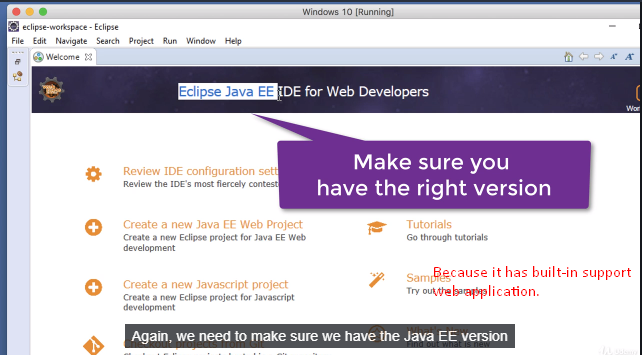 Windows 10 [Running]
eclipse-workspace - Eclipse
File Edit Navigate Search Project Run Window Help
Welcome
Eclipse Java EE IDE for Web Developers
Make sure you
have the right version
Review IDE configuration sett
Review the IDE's most fiercely contest
Create a new Java EE Web Project
Create a new Eclipse project for Java EE Web
development
Tutorials
Go through tutorials
Create a new Javascript project
Create a new Eclipse project for Javascript
development
Samples
Try out the samples
Because it has built-in support
web application.
Again, we need to make sure we have the Java EE version